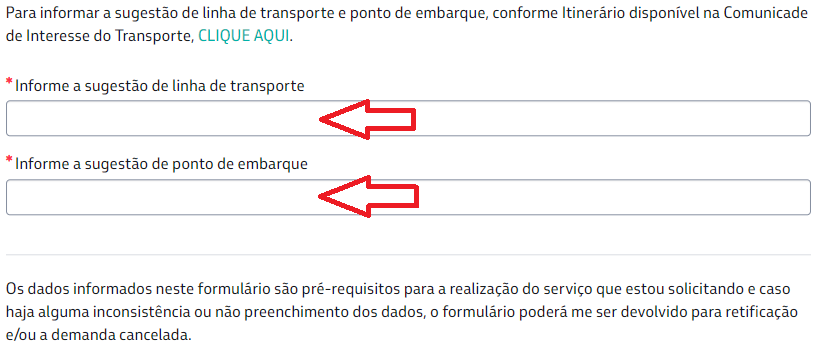 Para informar a sugestão de linha de transporte e ponto de embarque, conforme Itinerário disponível na Comunicade
de Interesse do Transporte, CLIQUE AQUI.
*Informe a sugestão de linha de transporte
*Informe a sugestão de ponto de embarque
Os dados informados neste formulário são pré-requisitos para a realização do serviço que estou solicitando e caso
haja alguma inconsistência ou não preenchimento dos dados, o formulário poderá me ser devolvido para retificação
e/ou a demanda cancelada.